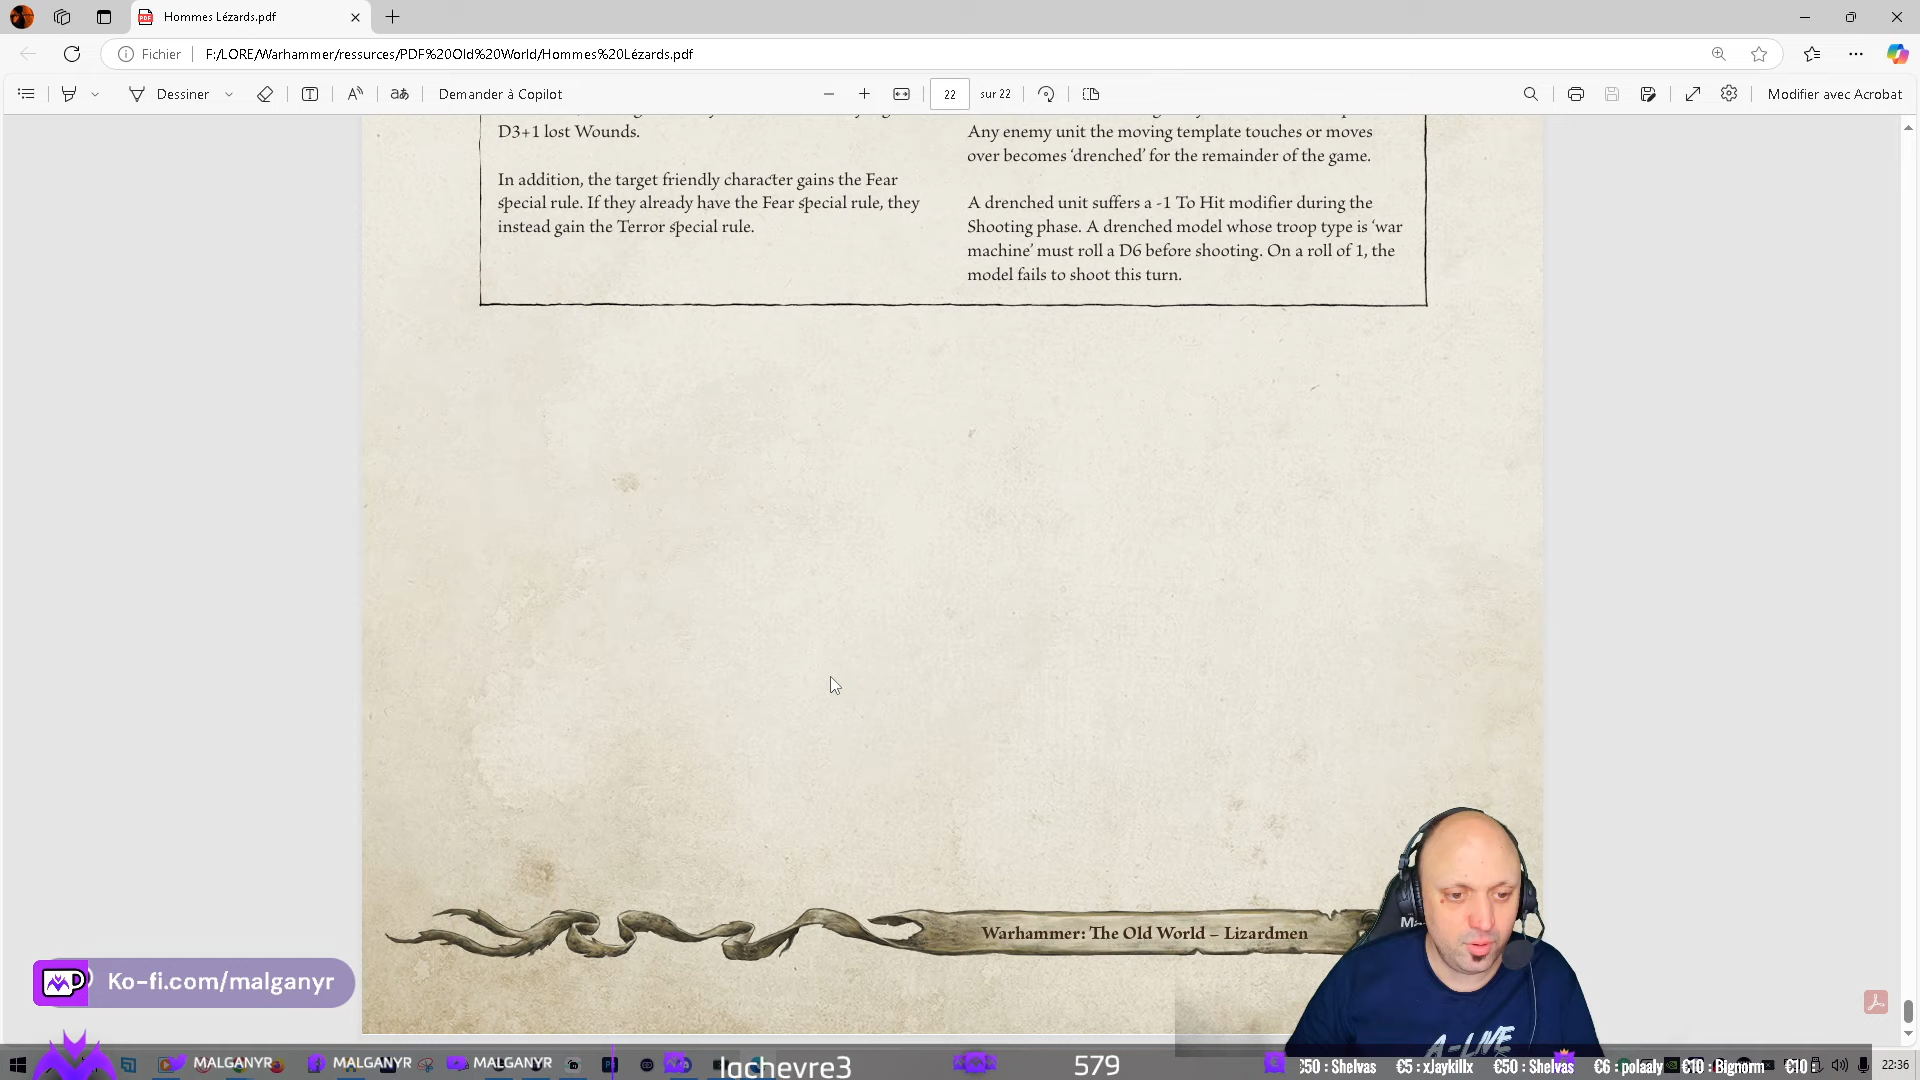 Hommes Lézards.pdf
Fichier
F:/LORE/Warhammer/ressures/PDF%20Old%20World/Hommes%20Lézards.pdf
Dessiner
Demander à Copilot
22
sur 22
Modifier avec Acrobat
D3+1 lost Wounds.
In addition, the target friendly character gains the Fear
special rule. If they already have the Fear special rule, they
instead gain the Terror special rule.
Any enemy unit the moving template touches or moves
over becomes ‘drenched’ for the remainder of the game.
A drenched unit suffers a -1 To Hit modifier during the
Shooting phase. A drenched model whose troop type is ‘war
machine’ must roll a D6 before shooting. On a roll of 1, the
model fails to shoot this turn.
Warhammer: The Old World – Lizardmen
Ko-fi.com/malganyr
A-LIVE
MALGANYR
MALGANYR
MALGANYR
lachevre3
579
€50 : Shelvas
€5 : xJaykillx
€50 : Shelvas
€6 : polaaly
€10 : Bignorm
€10 :
22:36